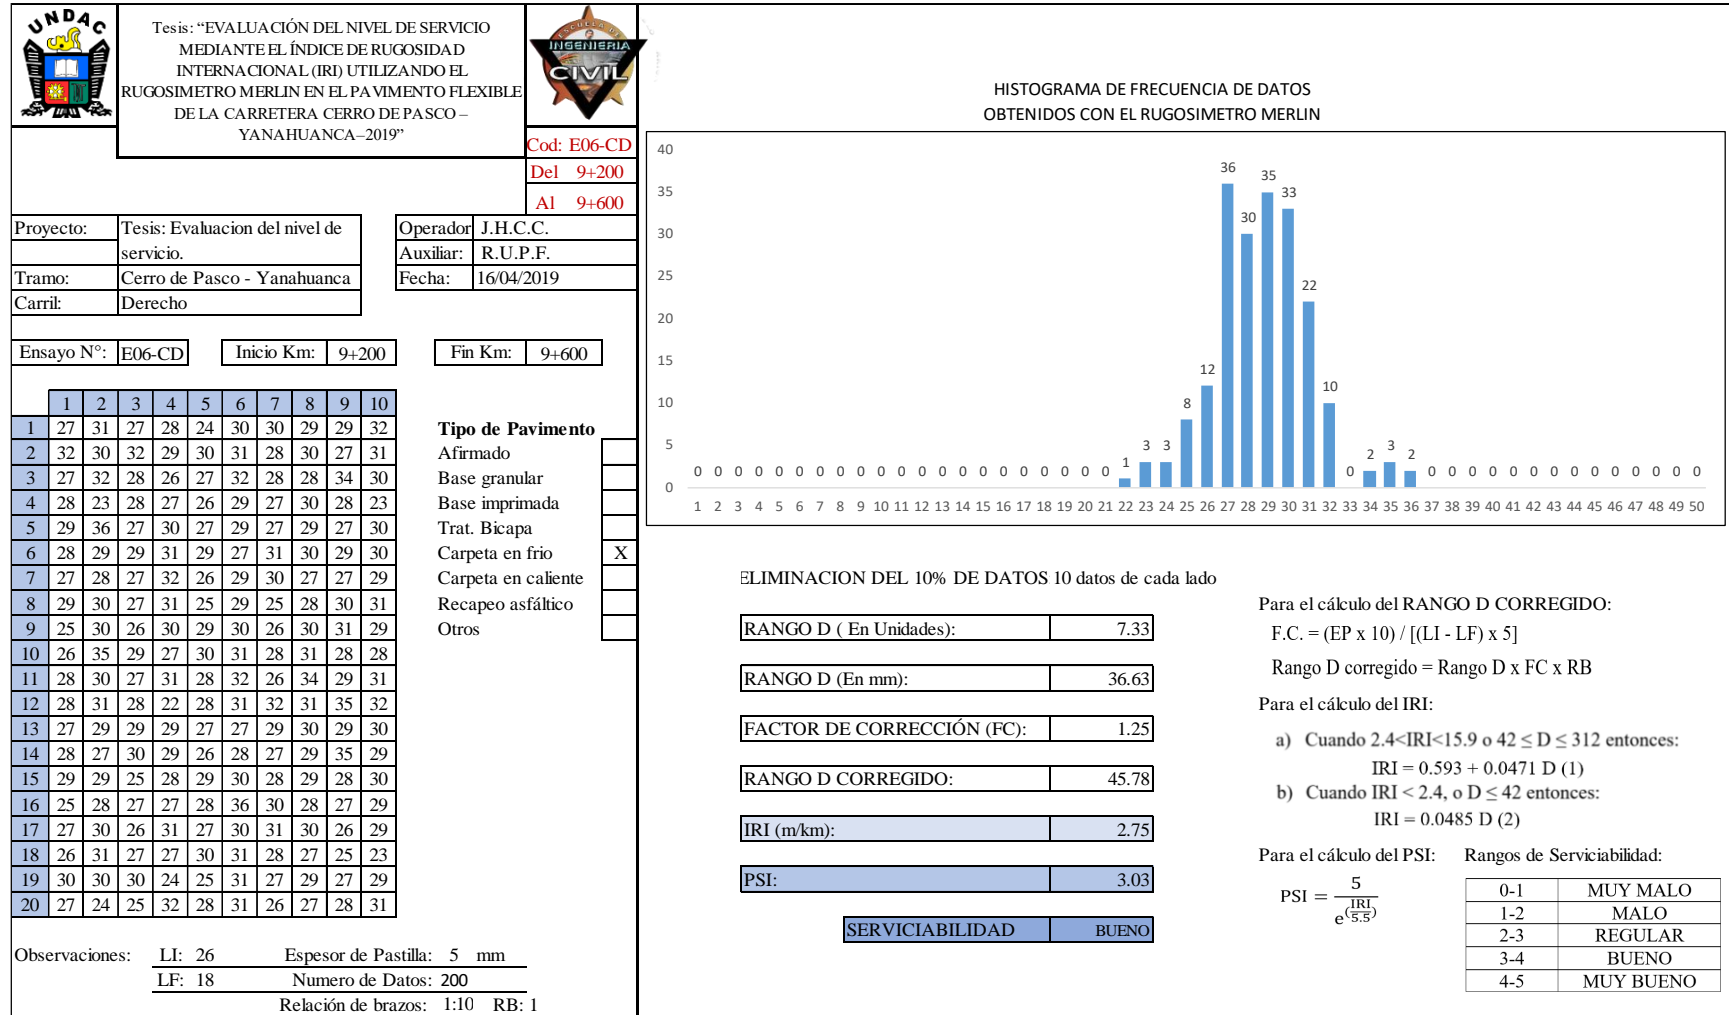 UNDAC
Tesis: “EVALUACIÓN DEL NIVEL DE SERVICIO
MEDIANTE EL ÍNDICE DE RUGOSIDAD
INTERNACIONAL (IRI) UTILIZANDO EL
RUGOSIMETRO MERLIN EN EL PAVIMENTO FLEXIBLE
DE LA CARRETERA CERRO DE PASCO –
YANAHUANCA–2019”
ESCUELA DE
INGENIERIA
CIVIL
Cod: E06-CD
Del 9+200
Al 9+600
Proyecto: Tesis: Evaluacion del nivel de
servicio.
Tramo: Cerro de Pasco - Yanahuanca
Carril: Derecho
Operador J.H.C.C.
Auxiliar: R.U.P.F.
Fecha: 16/04/2019
Ensayo N°: E06-CD Inicio Km: 9+200 Fin Km: 9+600
1 2 3 4 5 6 7 8 9 10
1 27 31 27 28 24 30 30 29 29 32
2 32 30 32 29 30 31 28 30 27 31
3 27 32 28 26 27 32 28 28 34 30
4 28 23 28 27 26 29 27 30 28 23
5 29 36 27 30 27 29 27 29 27 30
6 28 29 29 31 29 27 31 30 29 30
7 27 28 27 32 26 29 30 27 27 29
8 29 30 27 31 25 29 25 28 30 31
9 25 30 26 30 29 30 26 30 31 29
10 26 35 29 27 30 31 28 31 28 28
11 28 30 27 31 28 32 26 34 29 31
12 28 31 28 22 28 31 32 31 35 32
13 27 29 29 29 27 27 29 30 29 30
14 28 27 30 29 26 28 27 29 35 29
15 29 29 25 28 29 30 28 29 28 30
16 25 28 27 27 28 36 30 28 27 29
17 27 30 26 31 27 30 31 30 26 29
18 26 31 27 27 30 31 28 27 25 23
19 30 30 30 24 25 31 27 29 27 29
20 27 24 25 32 28 31 26 27 28 31
Tipo de Pavimento
Afirmado
Base granular
Base imprimada
Trat. Bicapa
Carpeta en frio X
Carpeta en caliente
Recapeo asfáltico
Otros
Observaciones: LI: 26 Espesor de Pastilla: 5 mm
LF: 18 Numero de Datos: 200
Relación de brazos: 1:10 RB: 1
HISTOGRAMA DE FRECUENCIA DE DATOS
OBTENIDOS CON EL RUGOSIMETRO MERLIN
40
35
30
25
20
15
10
5
0
0 0 0 0 0 0 0 0 0 0 0 0 0 0 0 0 0 0 0 0 0 1 3 3 8 12 36 30 35 33 22 10 0 2 3 2 0 0 0 0 0 0 0 0 0 0 0 0 0 0
1 2 3 4 5 6 7 8 9 10 11 12 13 14 15 16 17 18 19 20 21 22 23 24 25 26 27 28 29 30 31 32 33 34 35 36 37 38 39 40 41 42 43 44 45 46 47 48 49 50
ELIMINACION DEL 10% DE DATOS 10 datos de cada lado
RANGO D ( En Unidades): 7.33
RANGO D (En mm): 36.63
FACTOR DE CORRECCIÓN (FC): 1.25
RANGO D CORREGIDO: 45.78
IRI (m/km): 2.75
PSI: 3.03
SERVICIABILIDAD BUENO
Para el cálculo del RANGO D CORREGIDO:
F.C. = (EP x 10) / [(LI - LF) x 5]
Rango D corregido = Rango D x FC x RB
Para el cálculo del IRI:
a) Cuando 2.4<IRI<15.9 o 42 ≤ D ≤ 312 entonces:
IRI = 0.593 + 0.0471 D (1)
b) Cuando IRI < 2.4, o D ≤ 42 entonces:
IRI = 0.0485 D (2)
Para el cálculo del PSI: Rangos de Serviciabilidad:
PSI = 5 / e^(IRI/5.5)
0-1 MUY MALO
1-2 MALO
2-3 REGULAR
3-4 BUENO
4-5 MUY BUENO